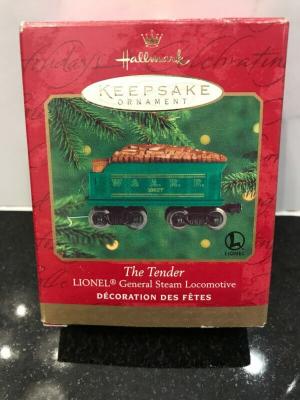 Hallmark
KEEPSAKE
ORNAMENT
LIONEL
The Tender
LIONEL® General Steam Locomotive
DÉCORATION DES FÊTES